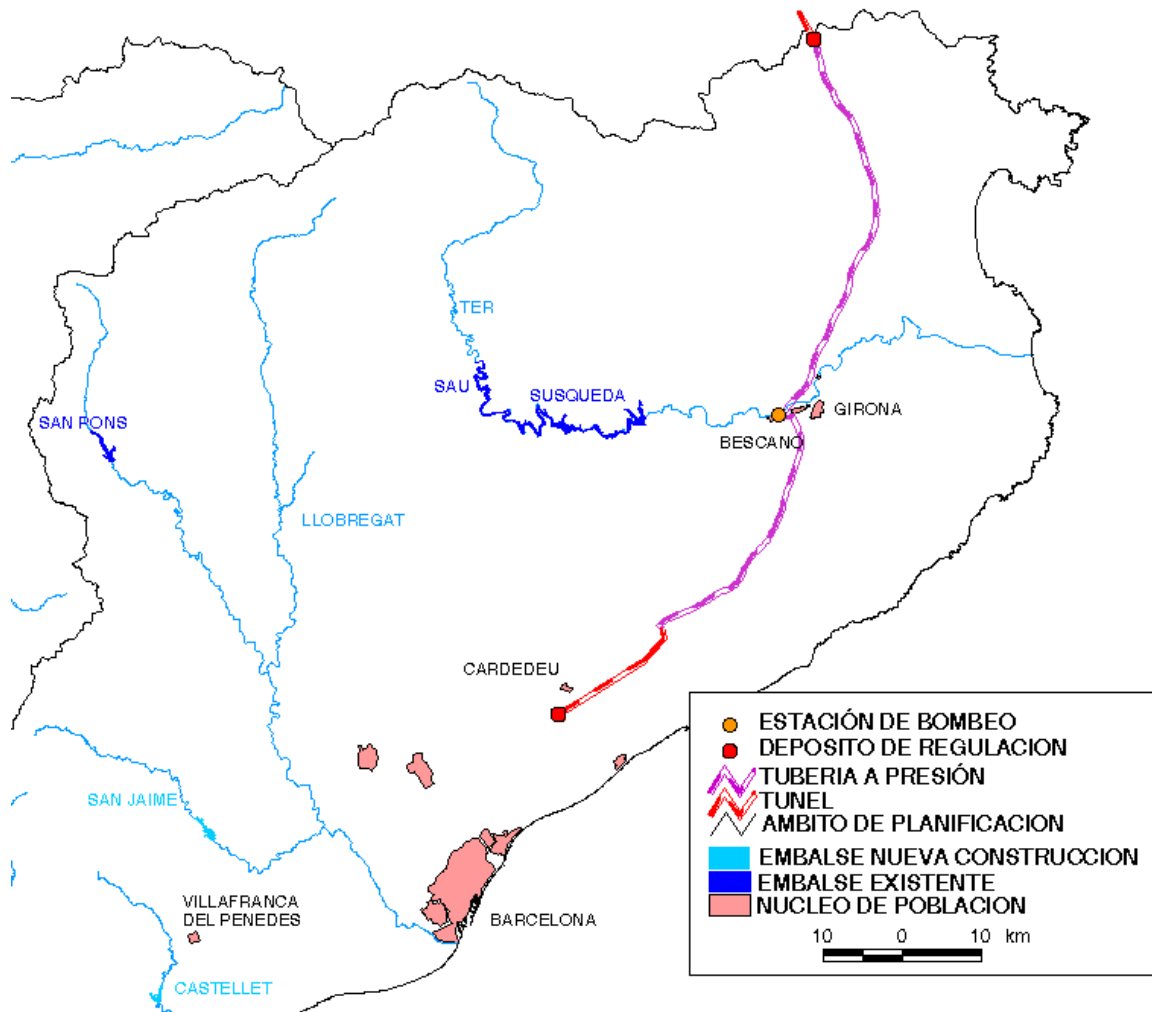 TER
SAU
SUSQUEDA
SAN PONS
GIRONA
BESCANO
LLOBREGAT
CARDEDEU
SAN JAIME
VILLAFRANCA
DEL PENEDES
BARCELONA
CASTELLET
ESTACIÓN DE BOMBEO
DEPOSITO DE REGULACION
TUBERIA A PRESIÓN
TUNEL
AMBITO DE PLANIFICACION
EMBALSE NUEVA CONSTRUCCION
EMBALSE EXISTENTE
NUCLEO DE POBLACION
10 0 10 km